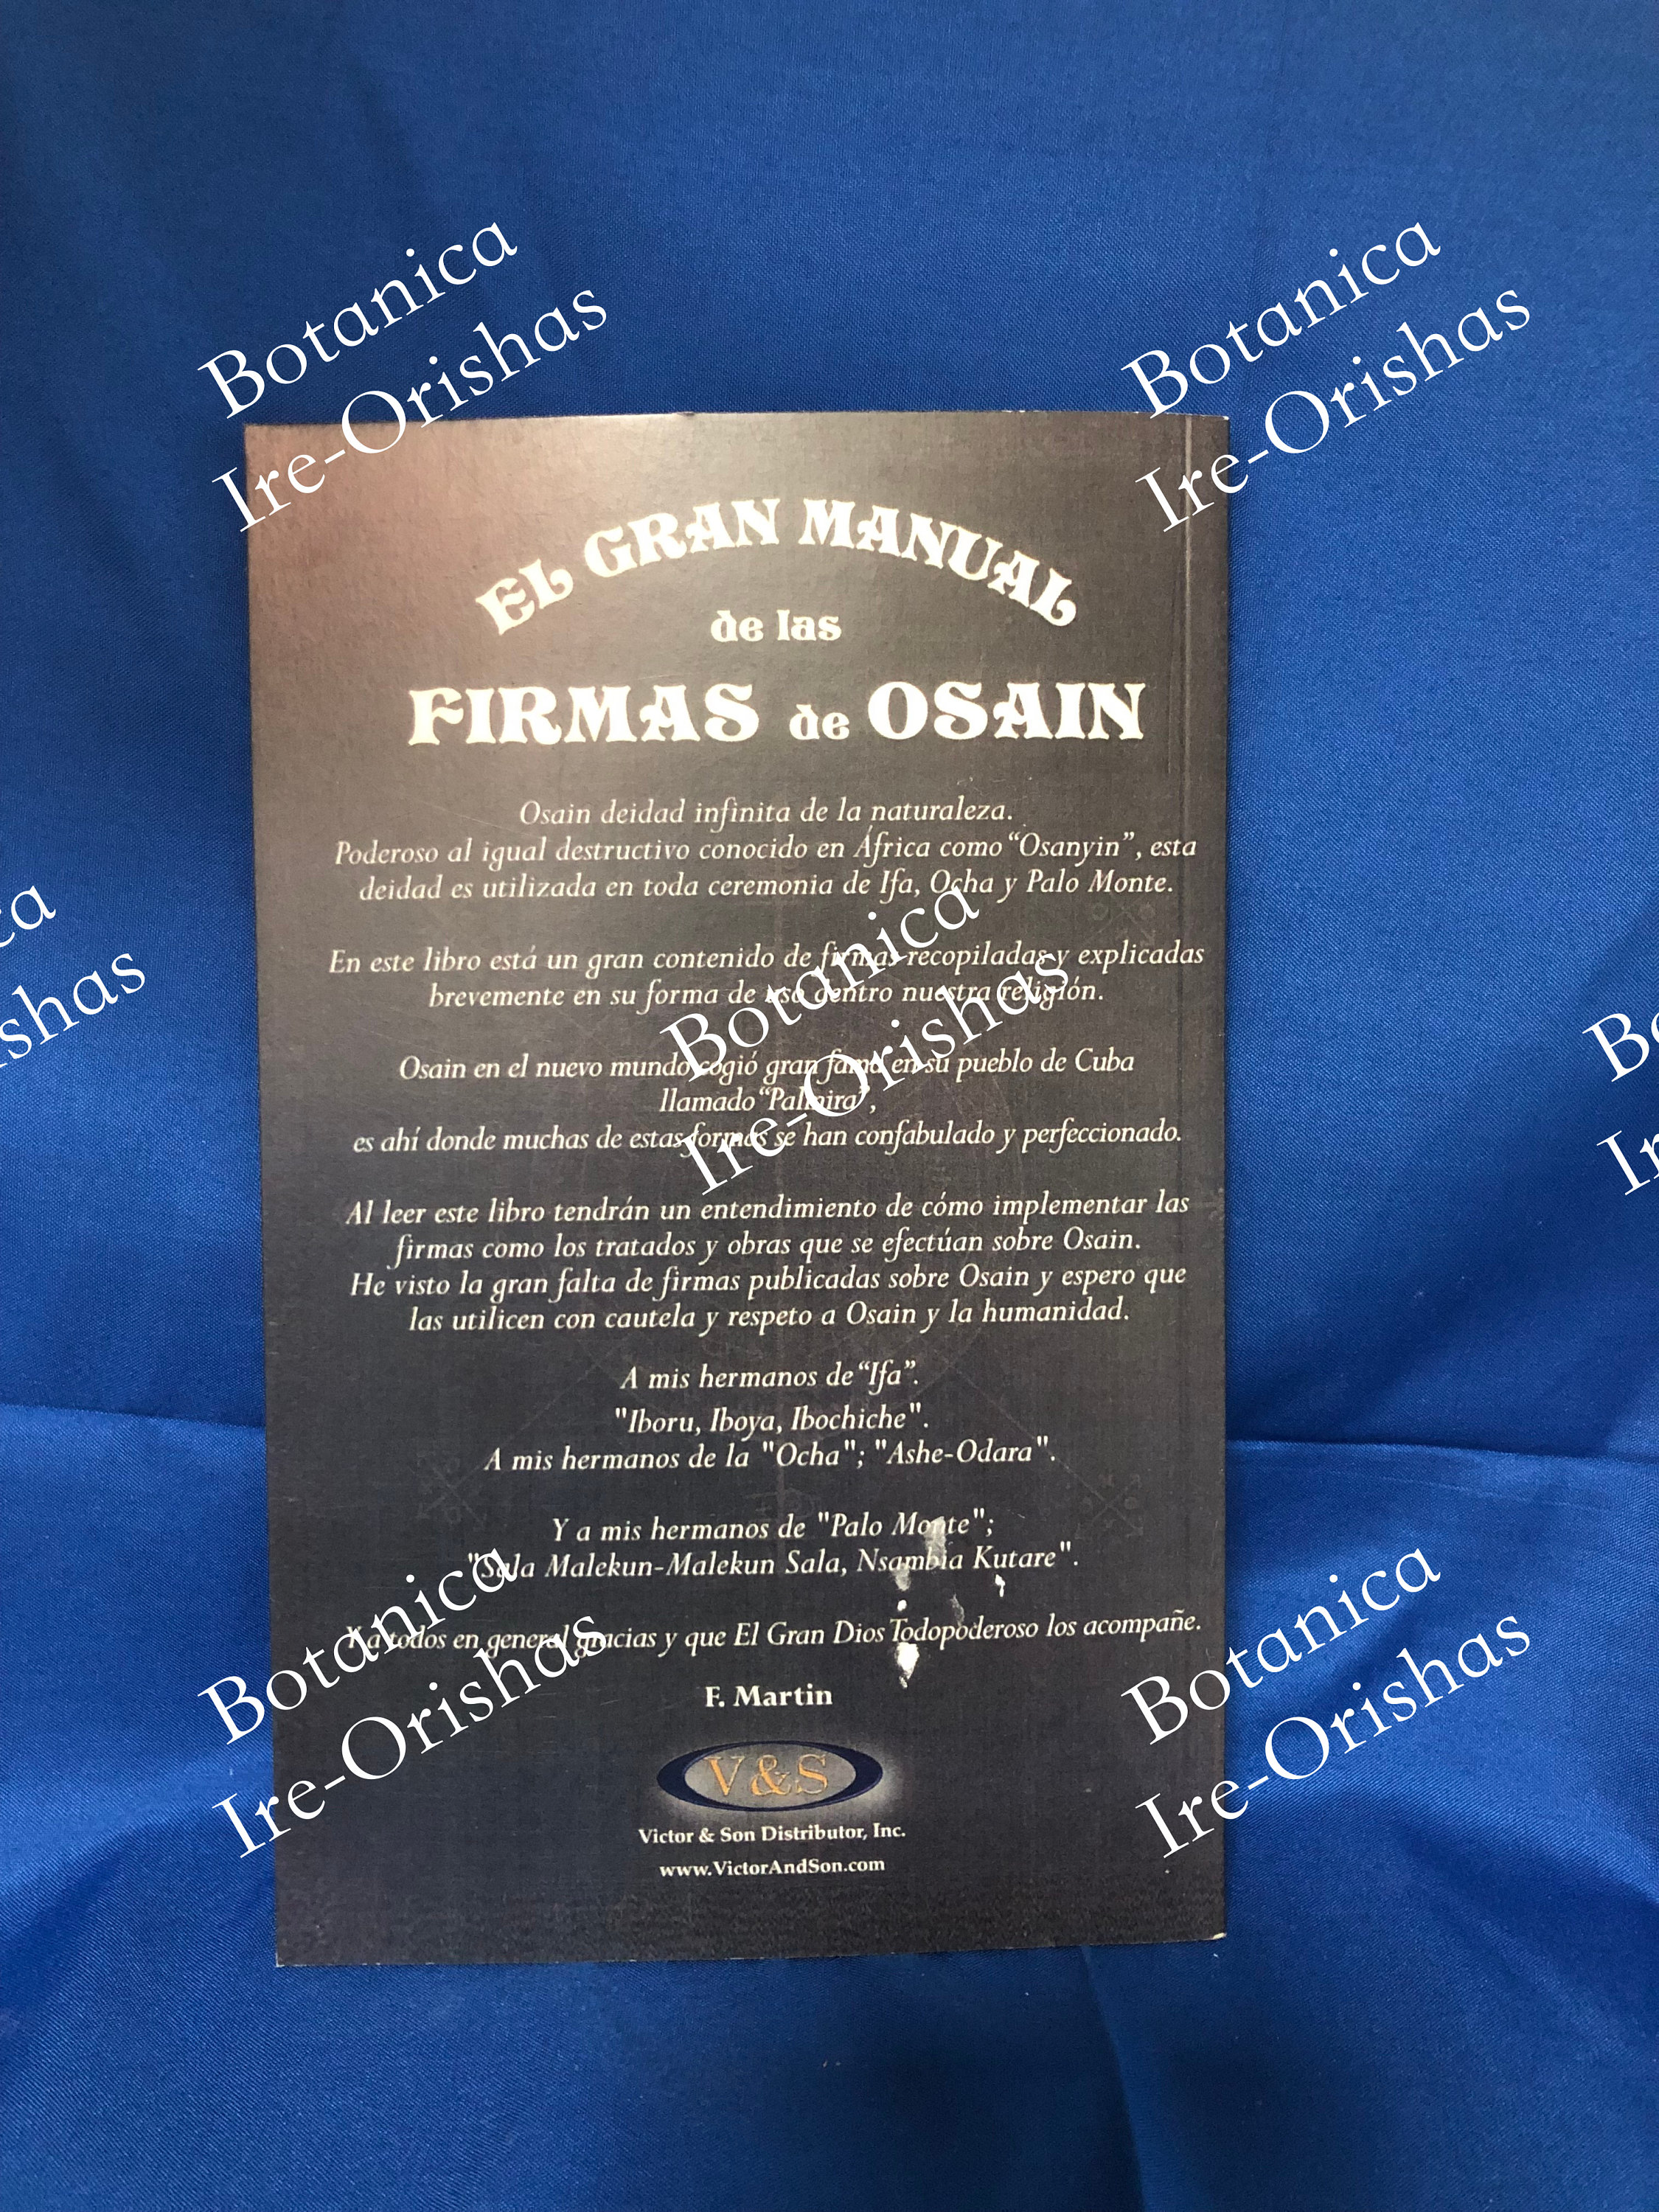 Botanica
Ire-Orishas
Botanica
Ire-Orishas
EL GRAN MANUAL
de las
FIRMAS de OSAIN
Osain deidad infinita de la naturaleza.
Poderoso al igual destructivo conocido en África como “Osanyin”, esta
deidad es utilizada en toda ceremonia de Ifa, Ocha y Palo Monte.
En este libro está un gran contenido de firmas recopiladas y explicadas
brevemente en su forma de uso dentro nuestra religión.
Botanica
Ire-Orishas
Osain en el nuevo mundo cogió gran fama en su pueblo de Cuba
llamado “Palmira”,
es ahí donde muchas de estas formas se han confabulado y perfeccionado.
Al leer este libro tendrán un entendimiento de cómo implementar las
firmas como los tratados y obras que se efectúan sobre Osain.
He visto la gran falta de firmas publicadas sobre Osain y espero que
las utilicen con cautela y respeto a Osain y la humanidad.
A mis hermanos de “Ifa”.
"Iboru, Iboya, Ibochiche".
A mis hermanos de la "Ocha"; "Ashe-Odara".
Y a mis hermanos de "Palo Monte";
"Sala Malekun-Malekun Sala, Nsambia Kutare".
Y a todos en general gracias y que El Gran Dios Todopoderoso los acompañe.
F. Martin
V&S
Victor & Son Distributor, Inc.
www.VictorAndSon.com
Botanica
Ire-Orishas
Botanica
Ire-Orishas